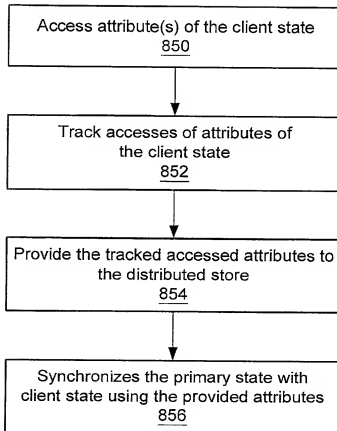 Access attribute(s) of the client state
850
Track accesses of attributes of
the client state
852
Provide the tracked accessed attributes to
the distributed store
854
Synchronizes the primary state with
client state using the provided attributes
856